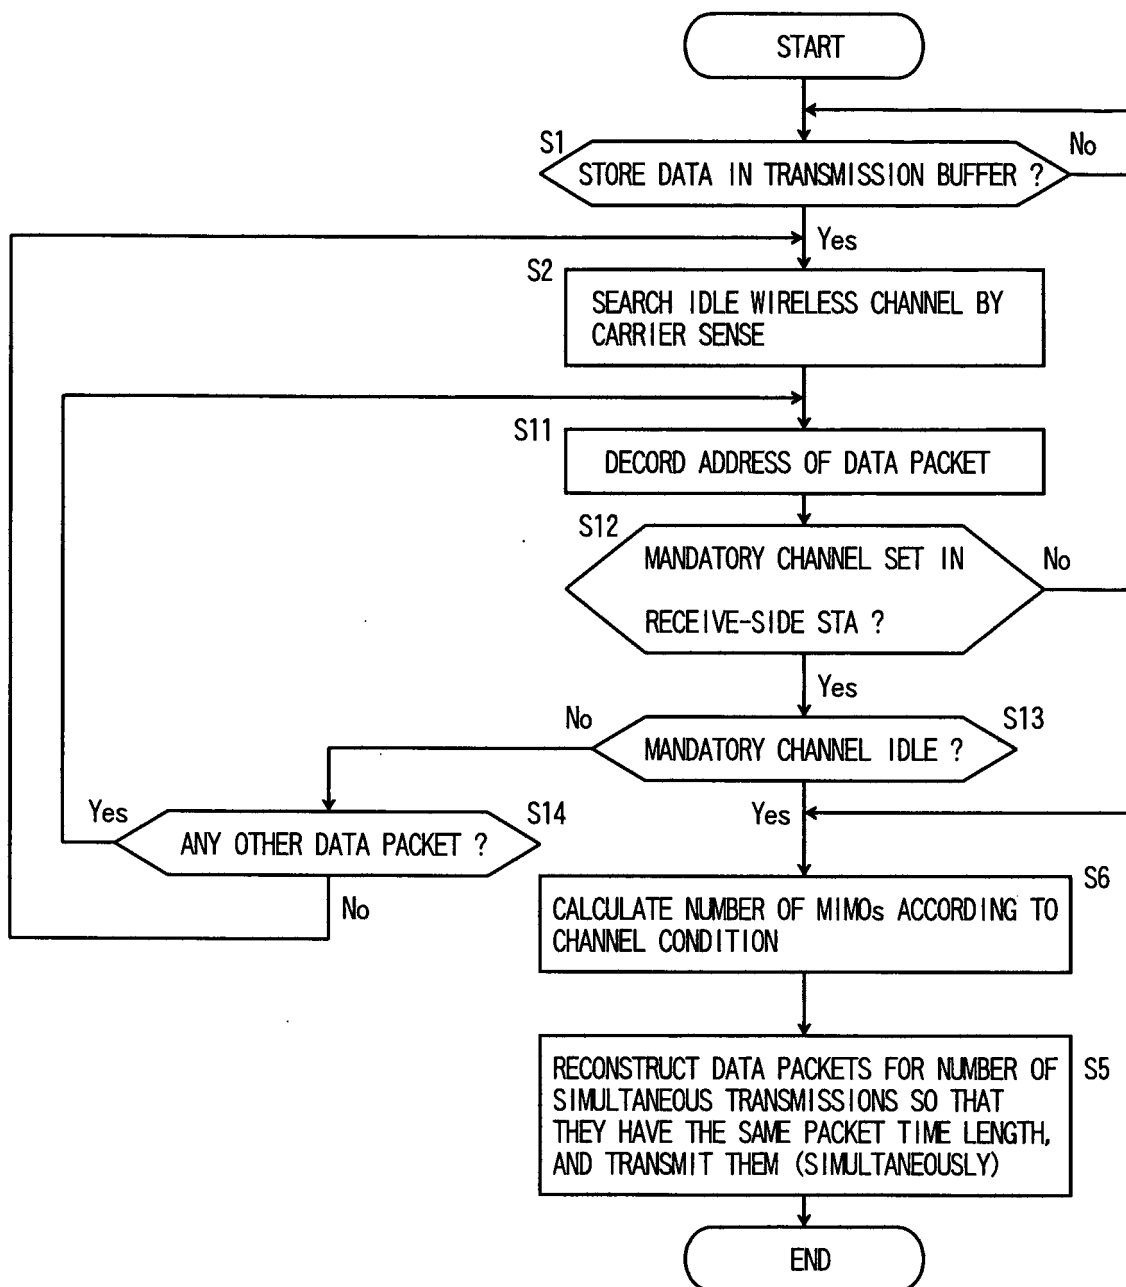 START
S1
No
STORE DATA IN TRANSMISSION BUFFER ?
Yes
S2
SEARCH IDLE WIRELESS CHANNEL BY
CARRIER SENSE
S11
DECORD ADDRESS OF DATA PACKET
S12
MANDATORY CHANNEL SET IN
No
RECEIVE-SIDE STA ?
Yes
No
S13
MANDATORY CHANNEL IDLE ?
Yes
S14
Yes
ANY OTHER DATA PACKET ?
No
S6
CALCULATE NUMBER OF MIMOs ACCORDING TO
CHANNEL CONDITION
RECONSTRUCT DATA PACKETS FOR NUMBER OF
S5
SIMULTANEOUS TRANSMISSIONS SO THAT
THEY HAVE THE SAME PACKET TIME LENGTH,
AND TRANSMIT THEM (SIMULTANEOUSLY)
END